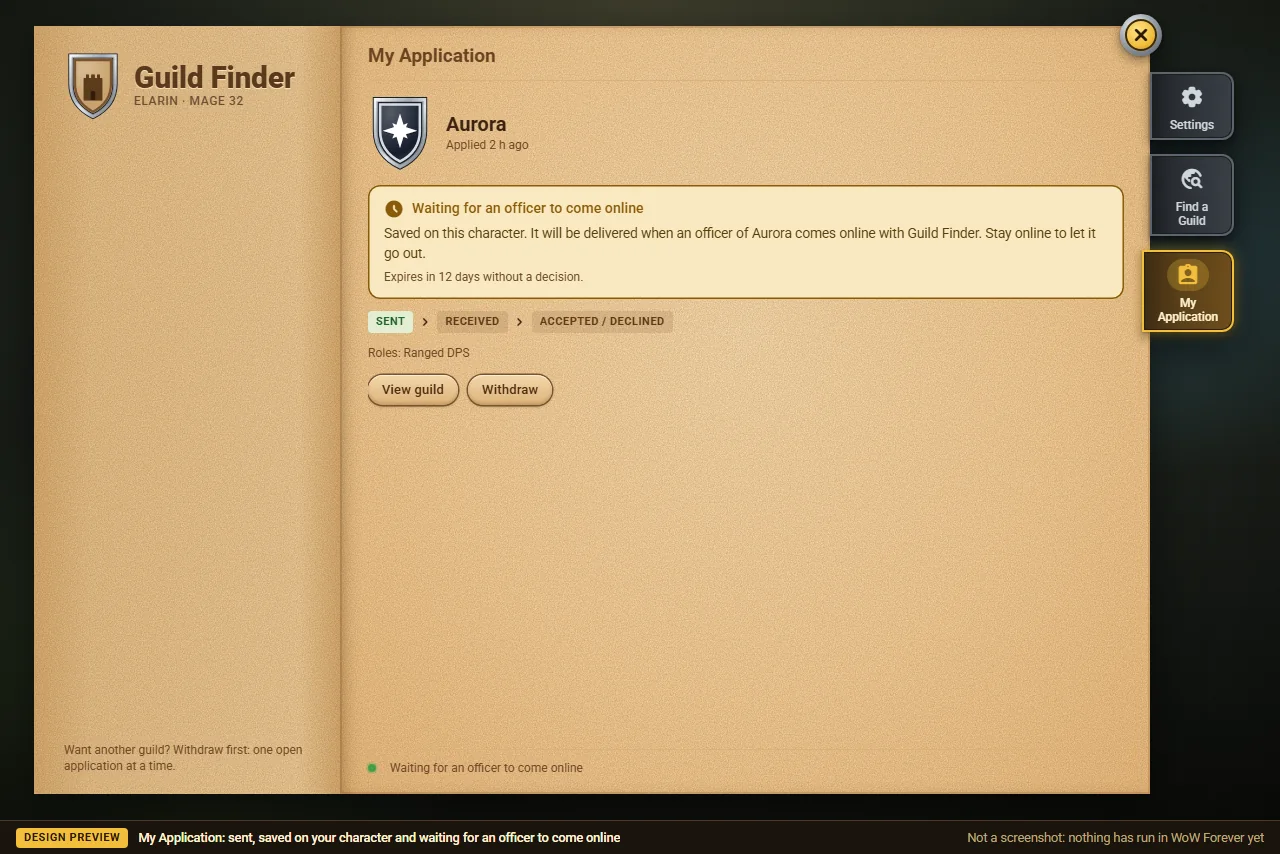 Guild Finder
ELARIN · MAGE 32
Want another guild? Withdraw first: one open
application at a time.
My Application
Aurora
Applied 2 h ago
Waiting for an officer to come online
Saved on this character. It will be delivered when an officer of Aurora comes online with Guild Finder. Stay online to let it
go out.
Expires in 12 days without a decision.
SENT > RECEIVED > ACCEPTED / DECLINED
Roles: Ranged DPS
View guild Withdraw
Waiting for an officer to come online
Settings
Find a
Guild
My
Application
DESIGN PREVIEW My Application: sent, saved on your character and waiting for an officer to come online Not a screenshot: nothing has run in WoW Forever yet